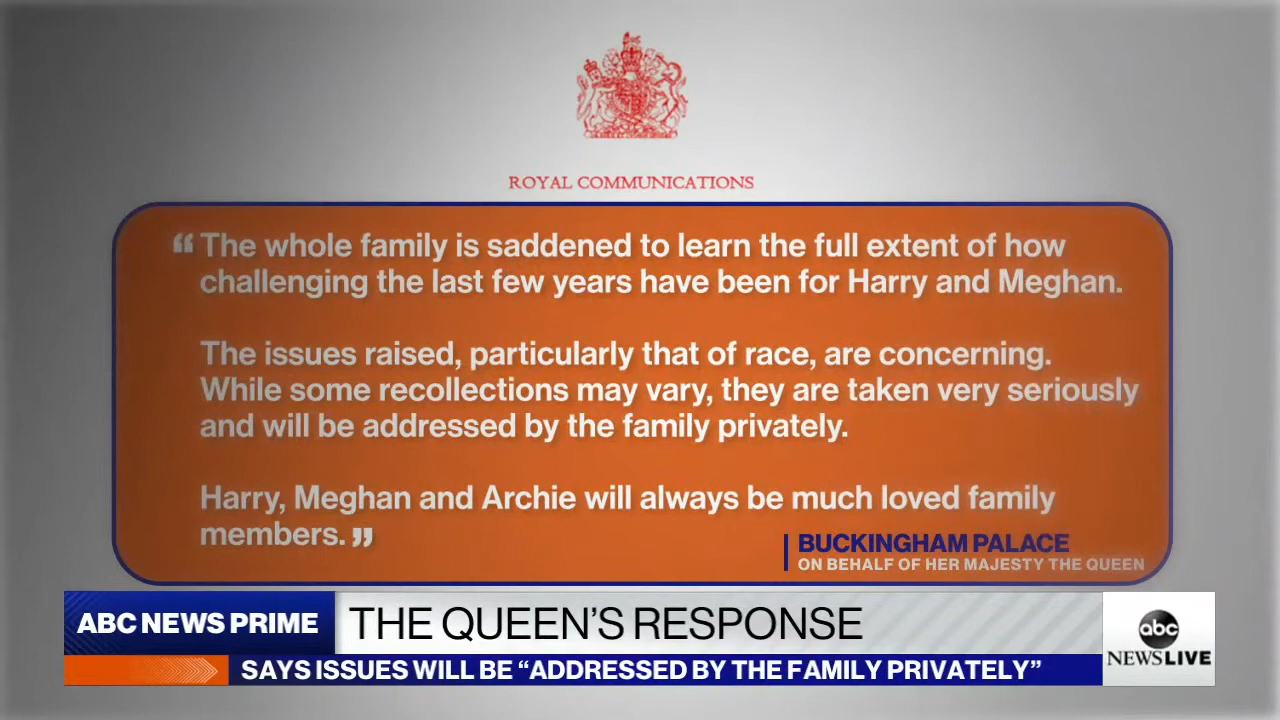 ROYAL COMMUNICATIONS
“ The whole family is saddened to learn the full extent of how
challenging the last few years have been for Harry and Meghan.
The issues raised, particularly that of race, are concerning.
While some recollections may vary, they are taken very seriously
and will be addressed by the family privately.
Harry, Meghan and Archie will always be much loved family
members. ”
BUCKINGHAM PALACE
ON BEHALF OF HER MAJESTY THE QUEEN
ABC NEWS PRIME
THE QUEEN’S RESPONSE
SAYS ISSUES WILL BE “ADDRESSED BY THE FAMILY PRIVATELY”
abc
NEWSLIVE